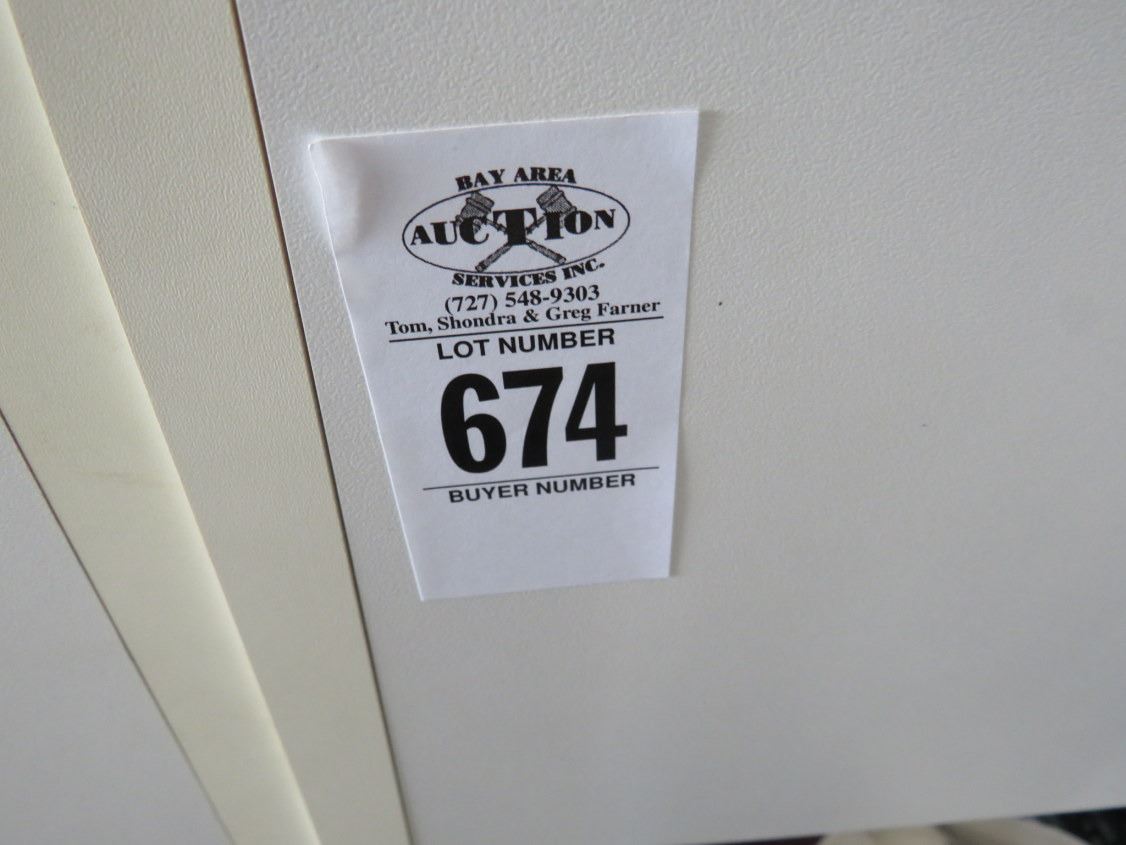 BAY AREA
AUCTION
SERVICES INC.
(727) 548-9303
Tom, Shondra & Greg Farner
LOT NUMBER
674
BUYER NUMBER